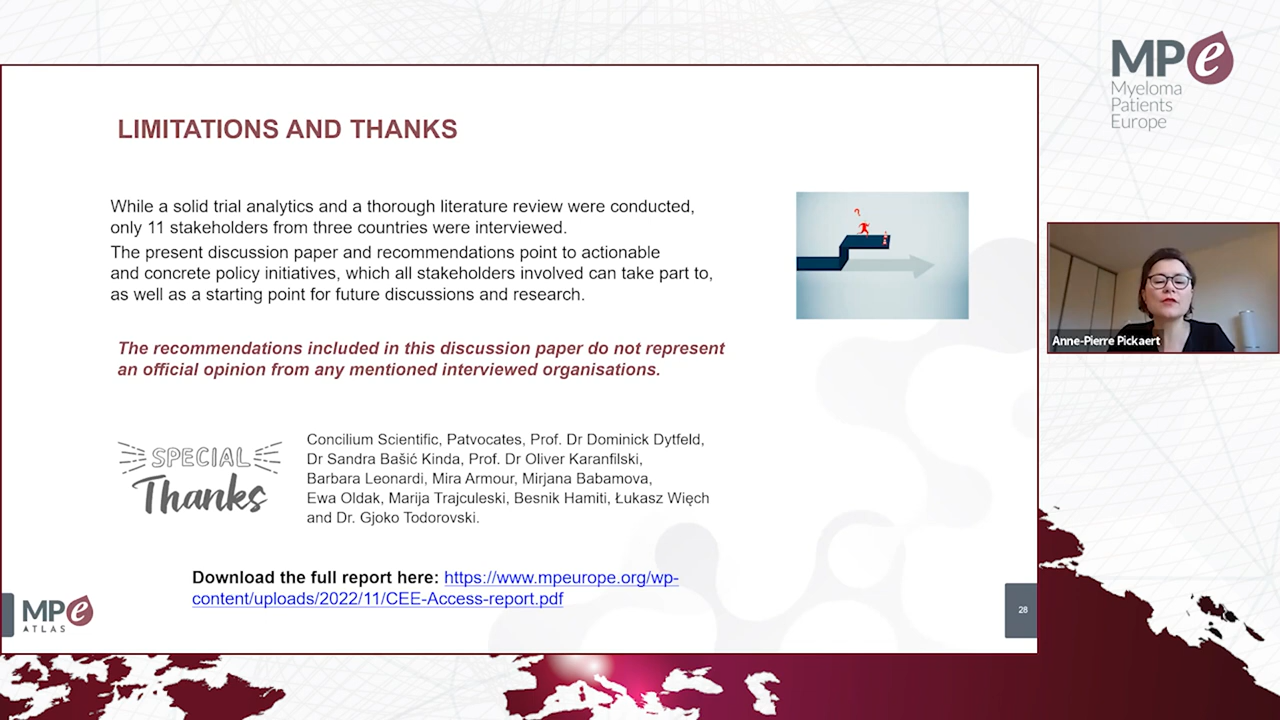 MPe
Myeloma
Patients
Europe
LIMITATIONS AND THANKS
While a solid trial analytics and a thorough literature review were conducted,
only 11 stakeholders from three countries were interviewed.
The present discussion paper and recommendations point to actionable
and concrete policy initiatives, which all stakeholders involved can take part to,
as well as a starting point for future discussions and research.
?
The recommendations included in this discussion paper do not represent
an official opinion from any mentioned interviewed organisations.
Anne-Pierre Pickaert
SPECIAL
Thanks
Concilium Scientific, Patvocates, Prof. Dr Dominick Dytfeld,
Dr Sandra Bašić Kinda, Prof. Dr Oliver Karanfilski,
Barbara Leonardi, Mira Armour, Mirjana Babamova,
Ewa Oldak, Marija Trajculeski, Besnik Hamiti, Łukasz Więch
and Dr. Gjoko Todorovski.
Download the full report here: https://www.mpeurope.org/wp-
content/uploads/2022/11/CEE-Access-report.pdf
MPe
ATLAS
28